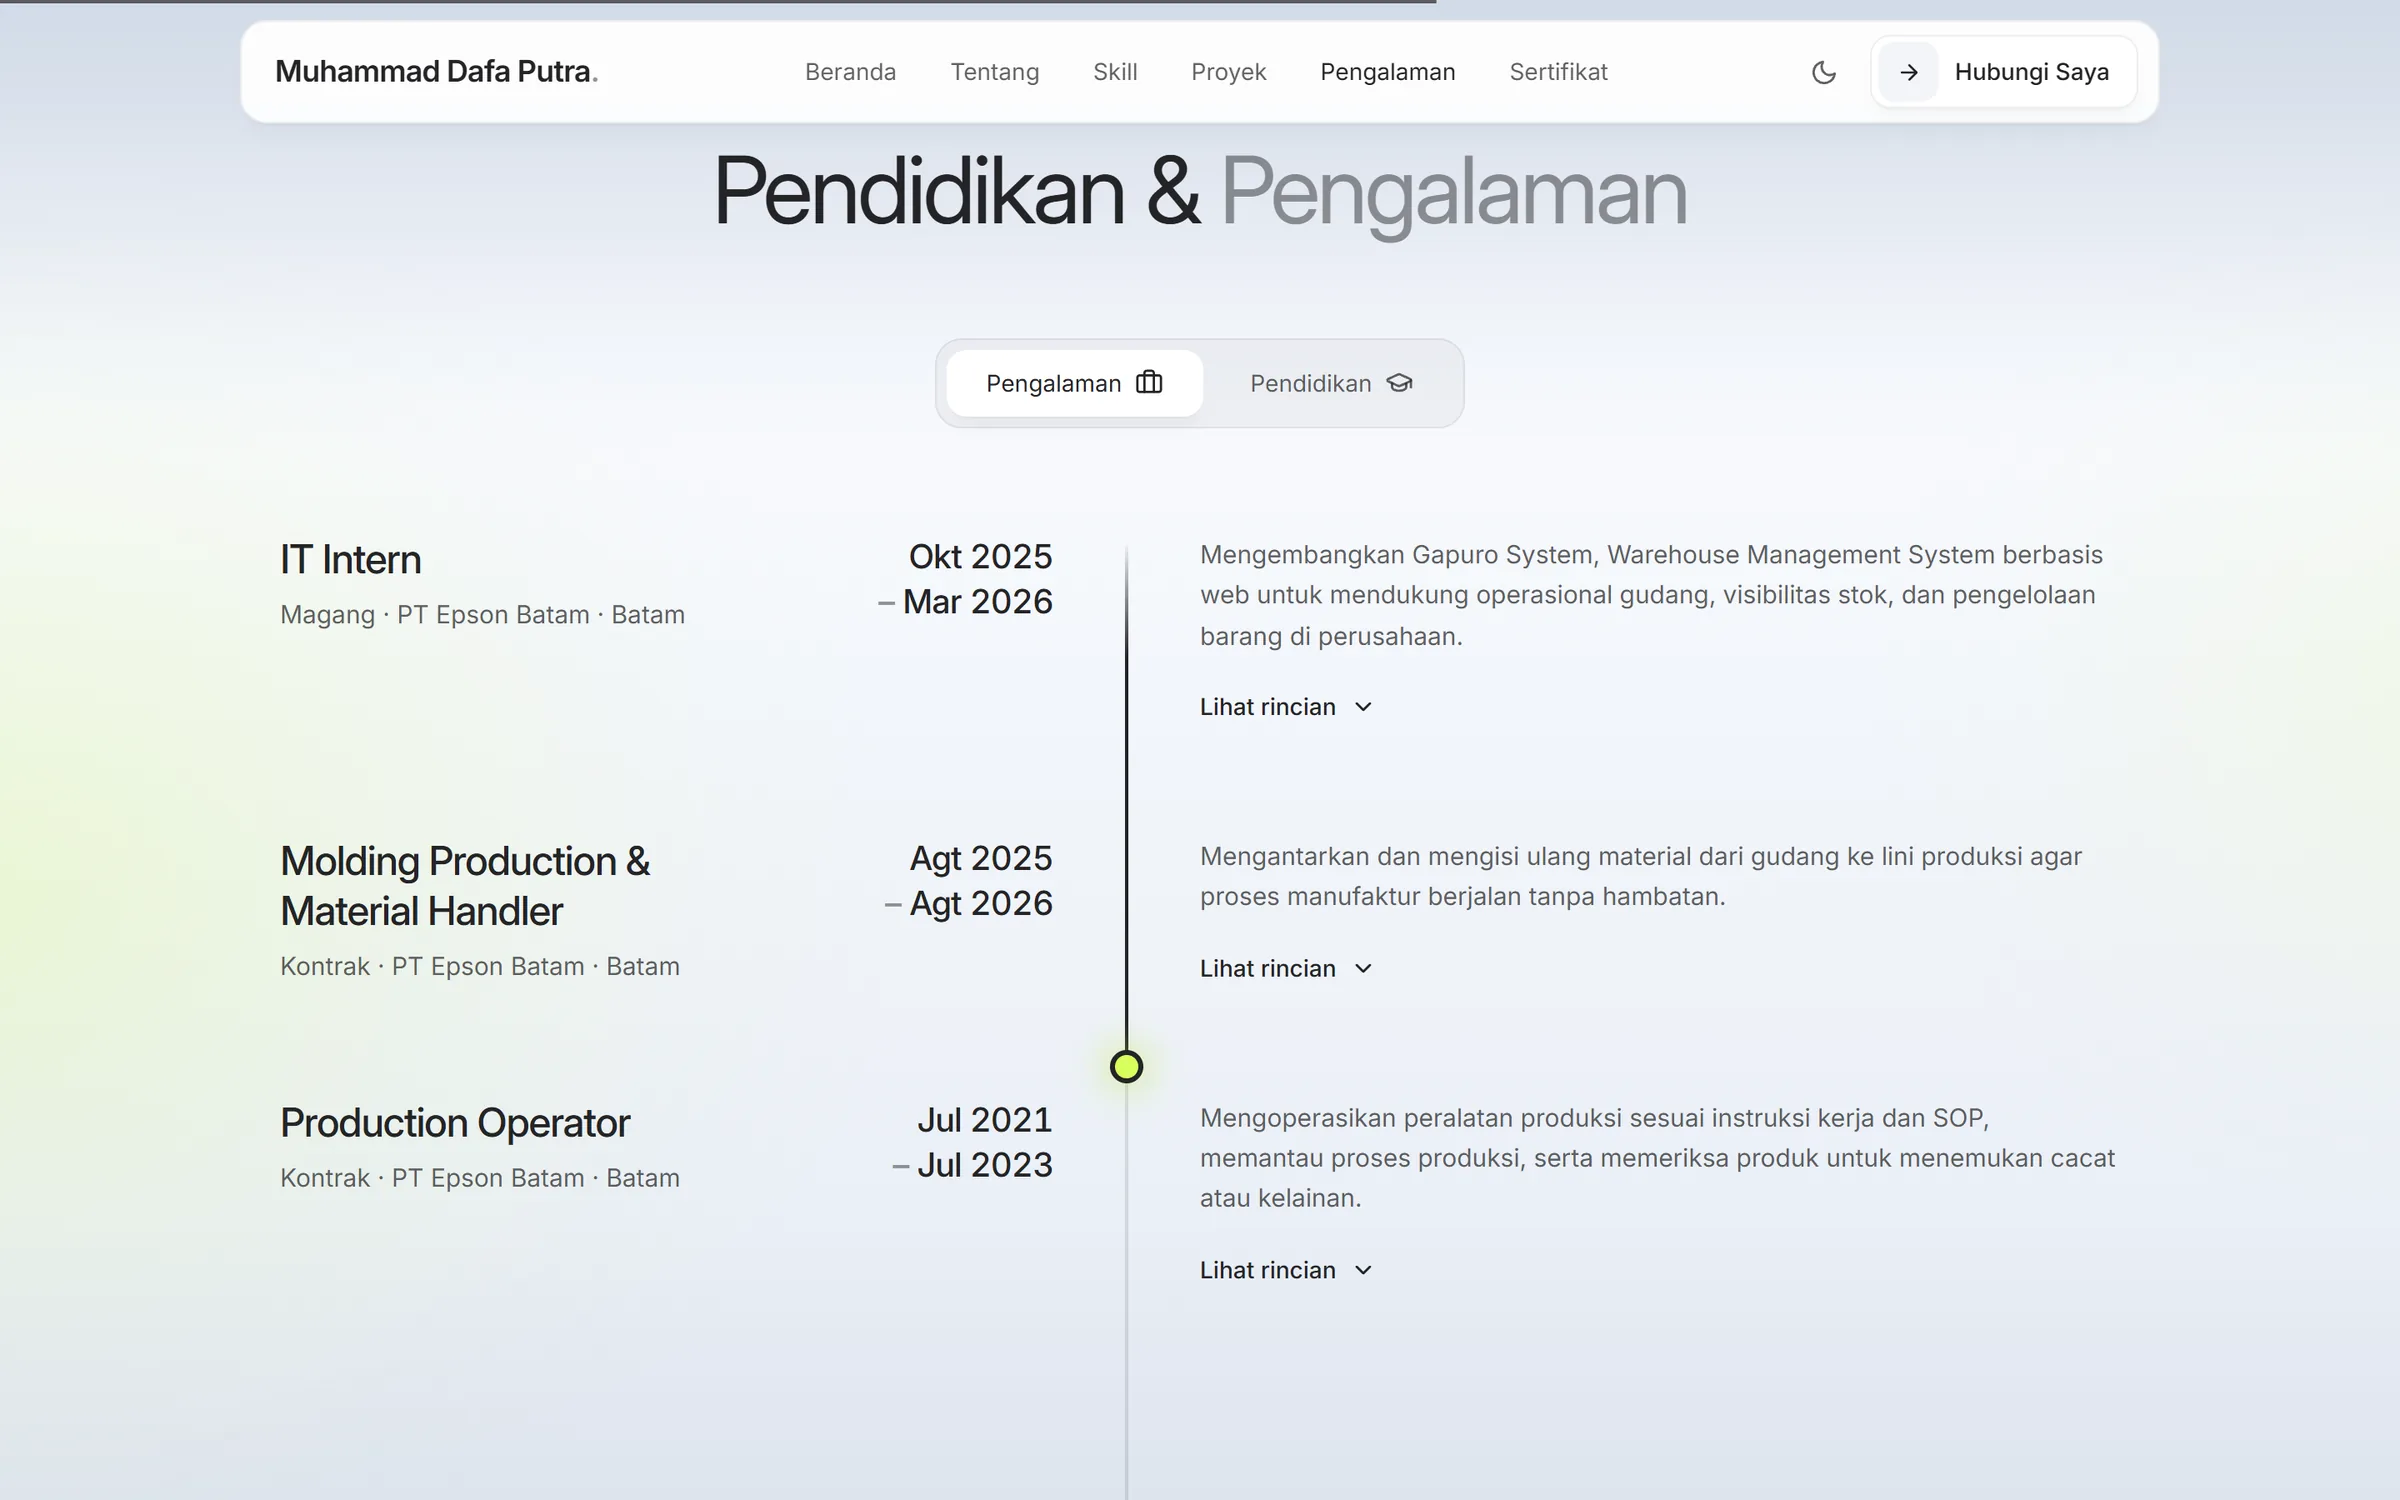 Muhammad Dafa Putra.
Beranda
Tentang
Skill
Proyek
Pengalaman
Sertifikat
Hubungi Saya
Pendidikan & Pengalaman
Pengalaman
Pendidikan
IT Intern
Magang · PT Epson Batam · Batam
Okt 2025
– Mar 2026
Mengembangkan Gapuro System, Warehouse Management System berbasis
web untuk mendukung operasional gudang, visibilitas stok, dan pengelolaan
barang di perusahaan.
Lihat rincian
Molding Production &
Material Handler
Kontrak · PT Epson Batam · Batam
Agt 2025
– Agt 2026
Mengantarkan dan mengisi ulang material dari gudang ke lini produksi agar
proses manufaktur berjalan tanpa hambatan.
Lihat rincian
Production Operator
Kontrak · PT Epson Batam · Batam
Jul 2021
– Jul 2023
Mengoperasikan peralatan produksi sesuai instruksi kerja dan SOP,
memantau proses produksi, serta memeriksa produk untuk menemukan cacat
atau kelainan.
Lihat rincian